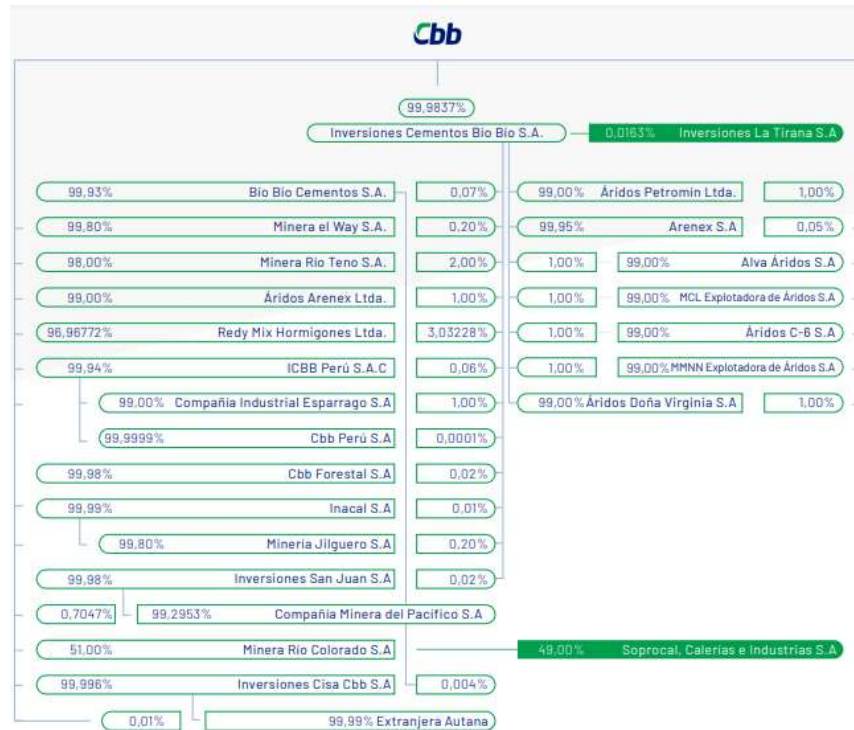 Cbb
99,9837%
Inversiones Cementos Bio Bio S.A. 0,0163% Inversiones La Tirana S.A
99,93% Bio Bio Cementos S.A. 0,07% 99,00% Áridos Petromin Ltda. 1,00%
99,80% Minera el Way S.A. 0,20% 99,95% Arenex S.A 0,05%
98,00% Minera Rio Teno S.A. 2,00% 1,00% 99,00% Alva Áridos S.A
99,00% Áridos Arenex Ltda. 1,00% 1,00% 99,00% MCL Explotadora de Áridos S.A
96,96772% Redy Mix Hormigones Ltda. 3,03228% 1,00% 99,00% Áridos C-6 S.A
99,94% ICBB Perú S.A.C 0,06% 1,00% 99,00% MMNN Explotadora de Áridos S.A
99,00% Compañia Industrial Esparrago S.A 1,00% 99,00% Áridos Doña Virginia S.A 1,00%
99,9999% Cbb Perú S.A 0,0001%
99,98% Cbb Forestal S.A 0,02%
99,99% Inacal S.A 0,01%
99,80% Mineria Jilguero S.A 0,20%
99,98% Inversiones San Juan S.A 0,02%
0,7047% 99,2953% Compañia Minera del Pacífico S.A
51,00% Minera Río Colorado S.A 49,00% Soprocal, Calerías e Industrias S.A
99,996% Inversiones Cisa Cbb S.A 0,004%
0,01% 99,99% Extranjera Autana